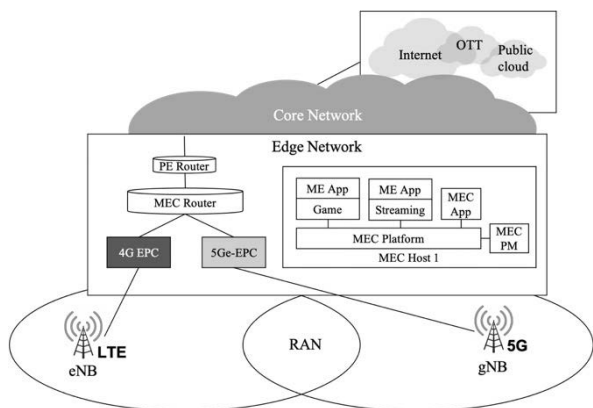 Internet
OTT
Public
cloud
Core Network
Edge Network
PE Router
MEC Router
4G EPC
5Ge-EPC
ME App
Game
ME App
Streaming
MEC
App
MEC Platform
MEC
PM
MEC Host 1
LTE
eNB
RAN
5G
gNB